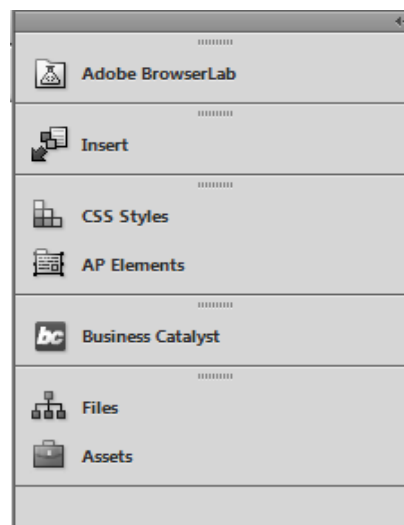 Adobe BrowserLab
Insert
CSS Styles
AP Elements
bc Business Catalyst
Files
Assets